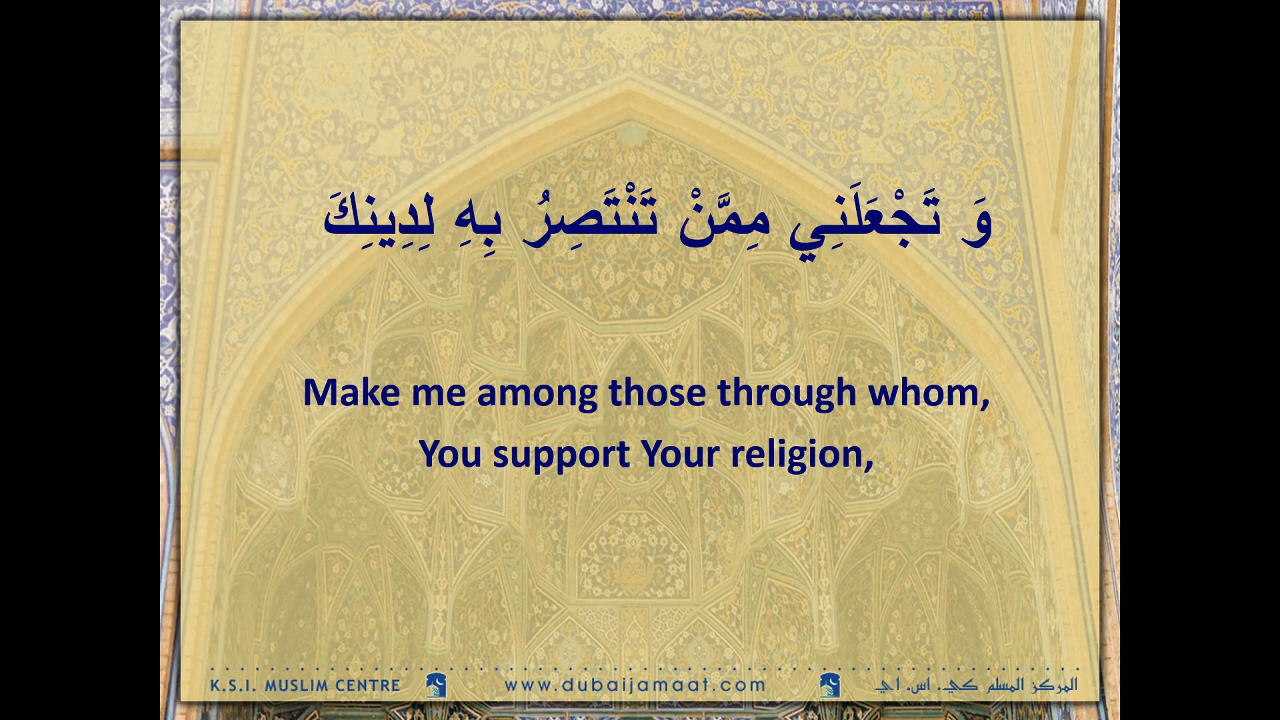 وَ تَجْعَلَنِي مِمَّنْ تَنْتَصِرُ بِهِ لِدِينِكَ
Make me among those through whom,
You support Your religion,
K.S.I. MUSLIM CENTRE www.dubaijamaat.com المركز المسلم كي. اس. اي